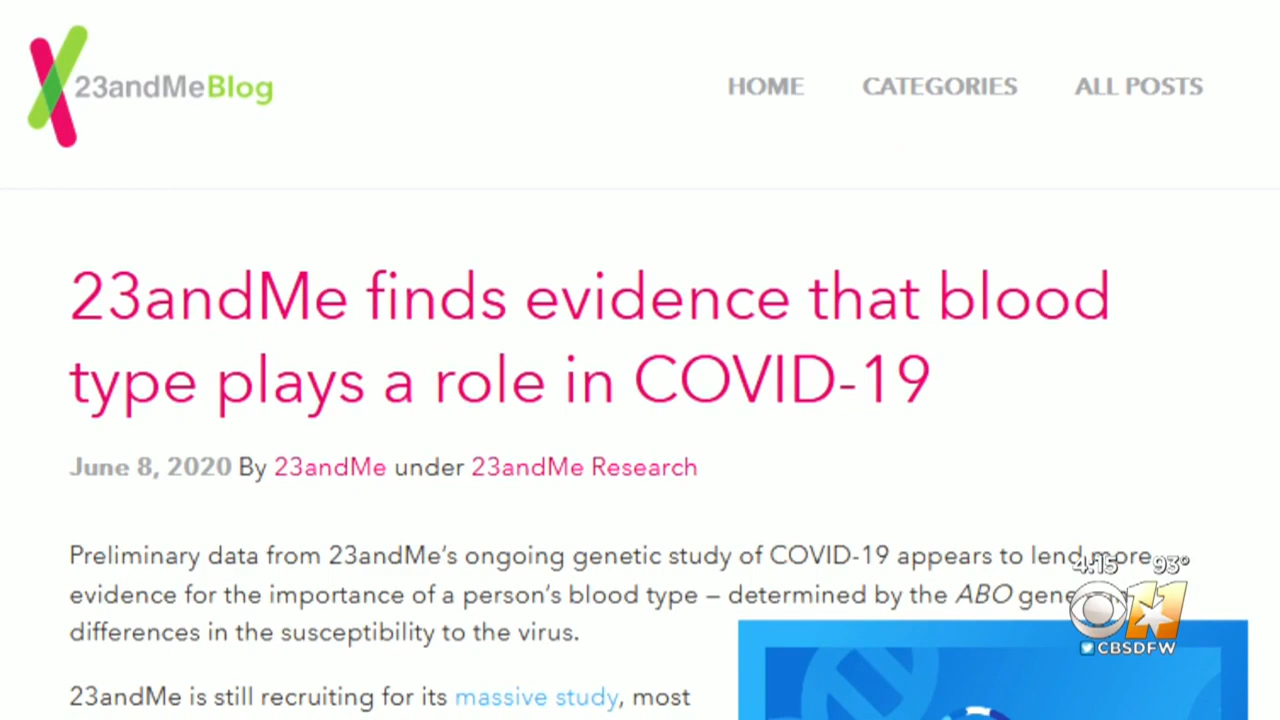 23andMeBlog
HOME CATEGORIES ALL POSTS
23andMe finds evidence that blood
type plays a role in COVID-19
June 8, 2020 By 23andMe under 23andMe Research
Preliminary data from 23andMe's ongoing genetic study of COVID-19 appears to lend more
evidence for the importance of a person's blood type – determined by the ABO gene
differences in the susceptibility to the virus.
23andMe is still recruiting for its massive study, most
4:15 93°
11
CBSDFW